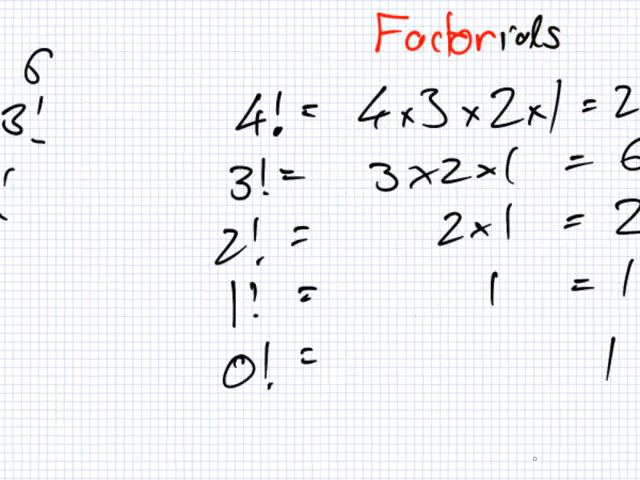 Factorials
6
3!
4! = 4 x 3 x 2 x 1 = 2
3! = 3 x 2 x 1 = 6
2! = 2 x 1 = 2
1! = 1 = 1
0! = 1